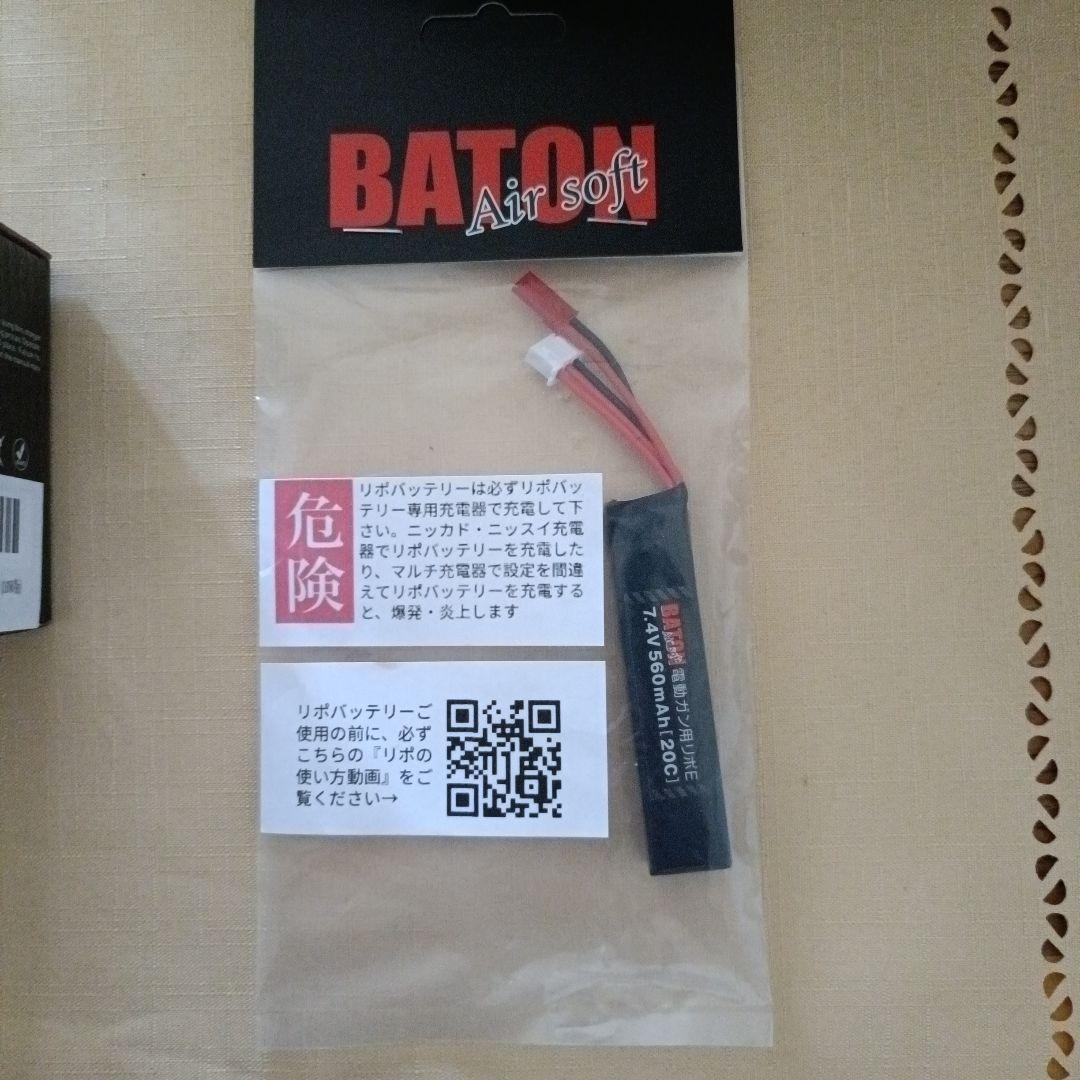 BATON
Air soft
危険
リポバッテリーは必ずリポバッ
テリー専用充電器で充電して下
さい。ニッカド・ニッスイ充電
器でリポバッテリーを充電した
り、マルチ充電器で設定を間違
えてリポバッテリーを充電する
と、爆発・炎上します
リポバッテリーご
使用の前に、必ず
こちらの『リポの
使い方動画』をご
覧ください→
BATON
電動ガン用リポE
7.4V 560mAh[20C]